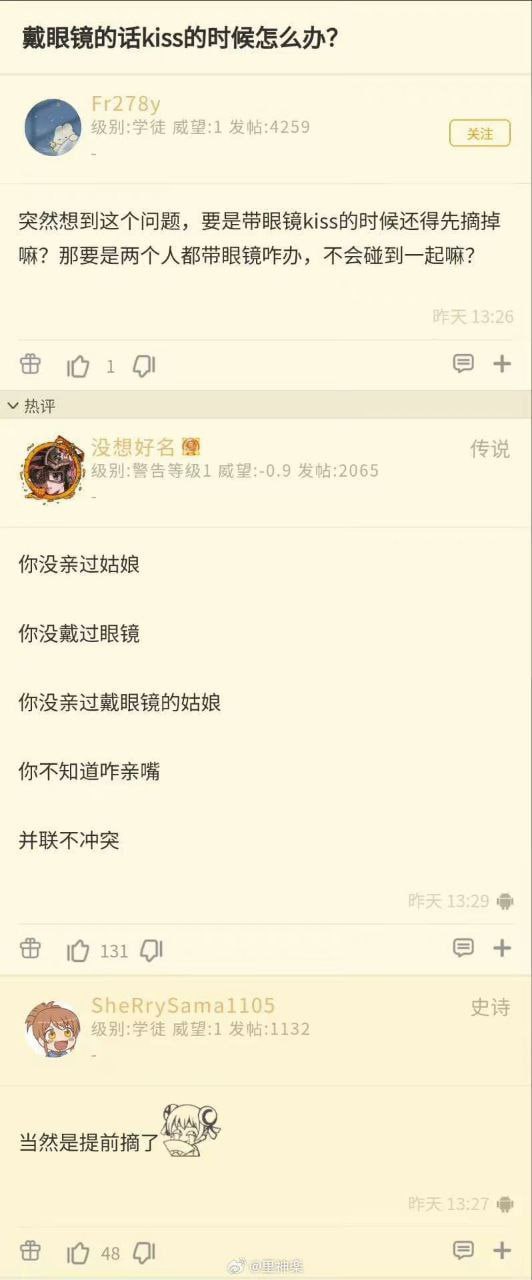 戴眼镜的话kiss的时候怎么办？
Fr278y
级别:学徒 威望:1 发帖:4259
关注
-
突然想到这个问题，要是带眼镜kiss的时候还得先摘掉
嘛？那要是两个人都带眼镜咋办，不会碰到一起嘛？
昨天 13:26
1
热评
没想好名
传说
级别:警告等级1 威望:-0.9 发帖:2065
-
你没亲过姑娘
你没戴过眼镜
你没亲过戴眼镜的姑娘
你不知道咋亲嘴
并联不冲突
昨天 13:29
131
SheRrySama1105
史诗
级别:学徒 威望:1 发帖:1132
-
当然是提前摘了
昨天 13:27
48
@里神楽